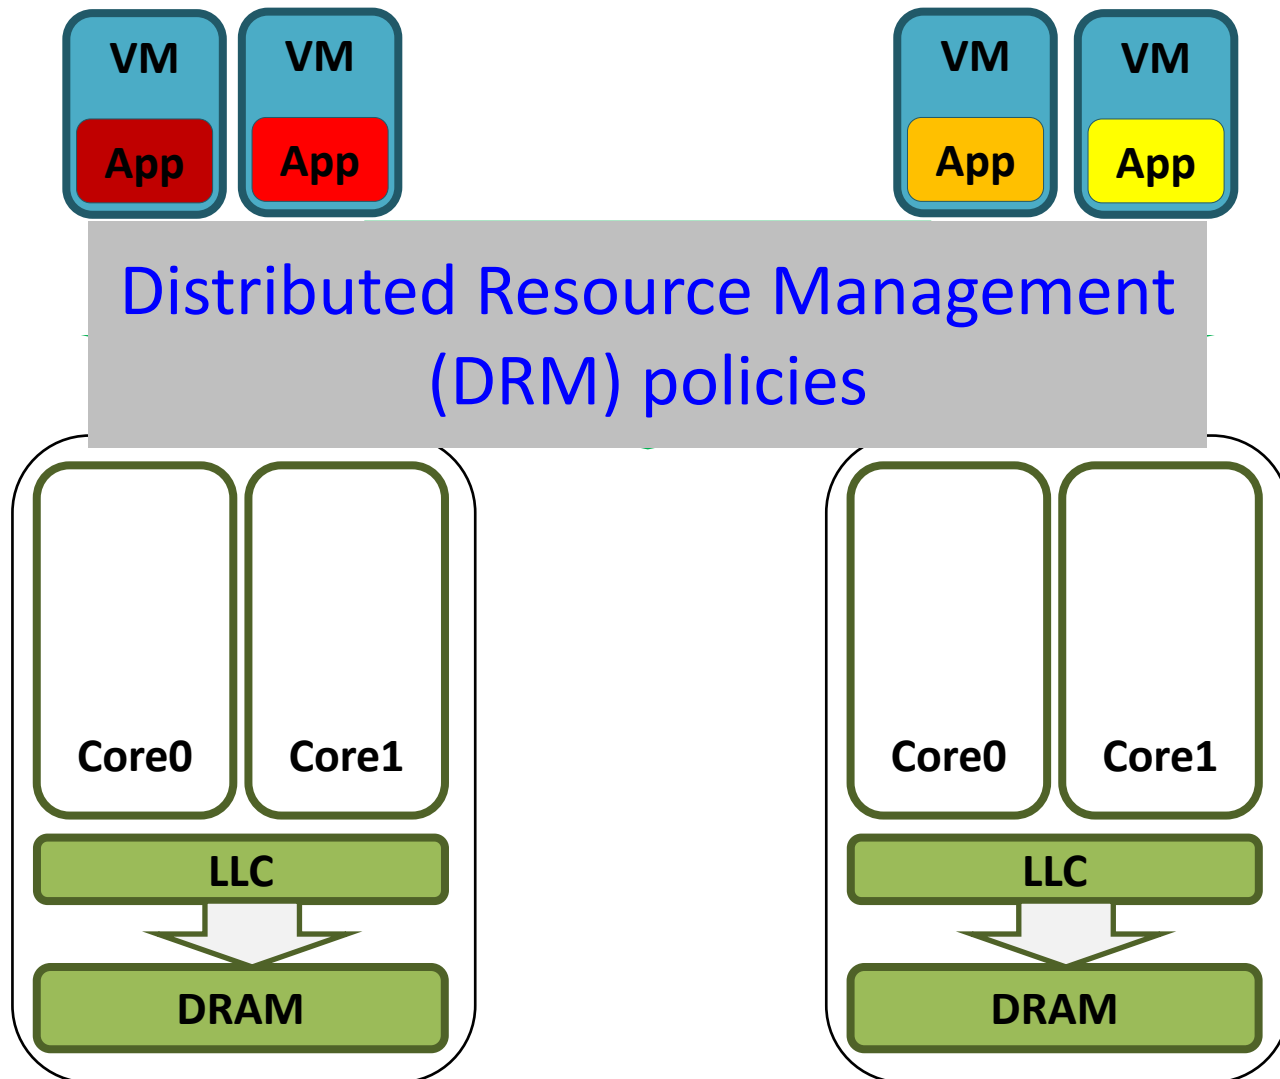 VM
VM
VM
VM
App
App
App
App
Distributed Resource Management
(DRM) policies
Core0
Core1
Core0
Core1
LLC
LLC
DRAM
DRAM